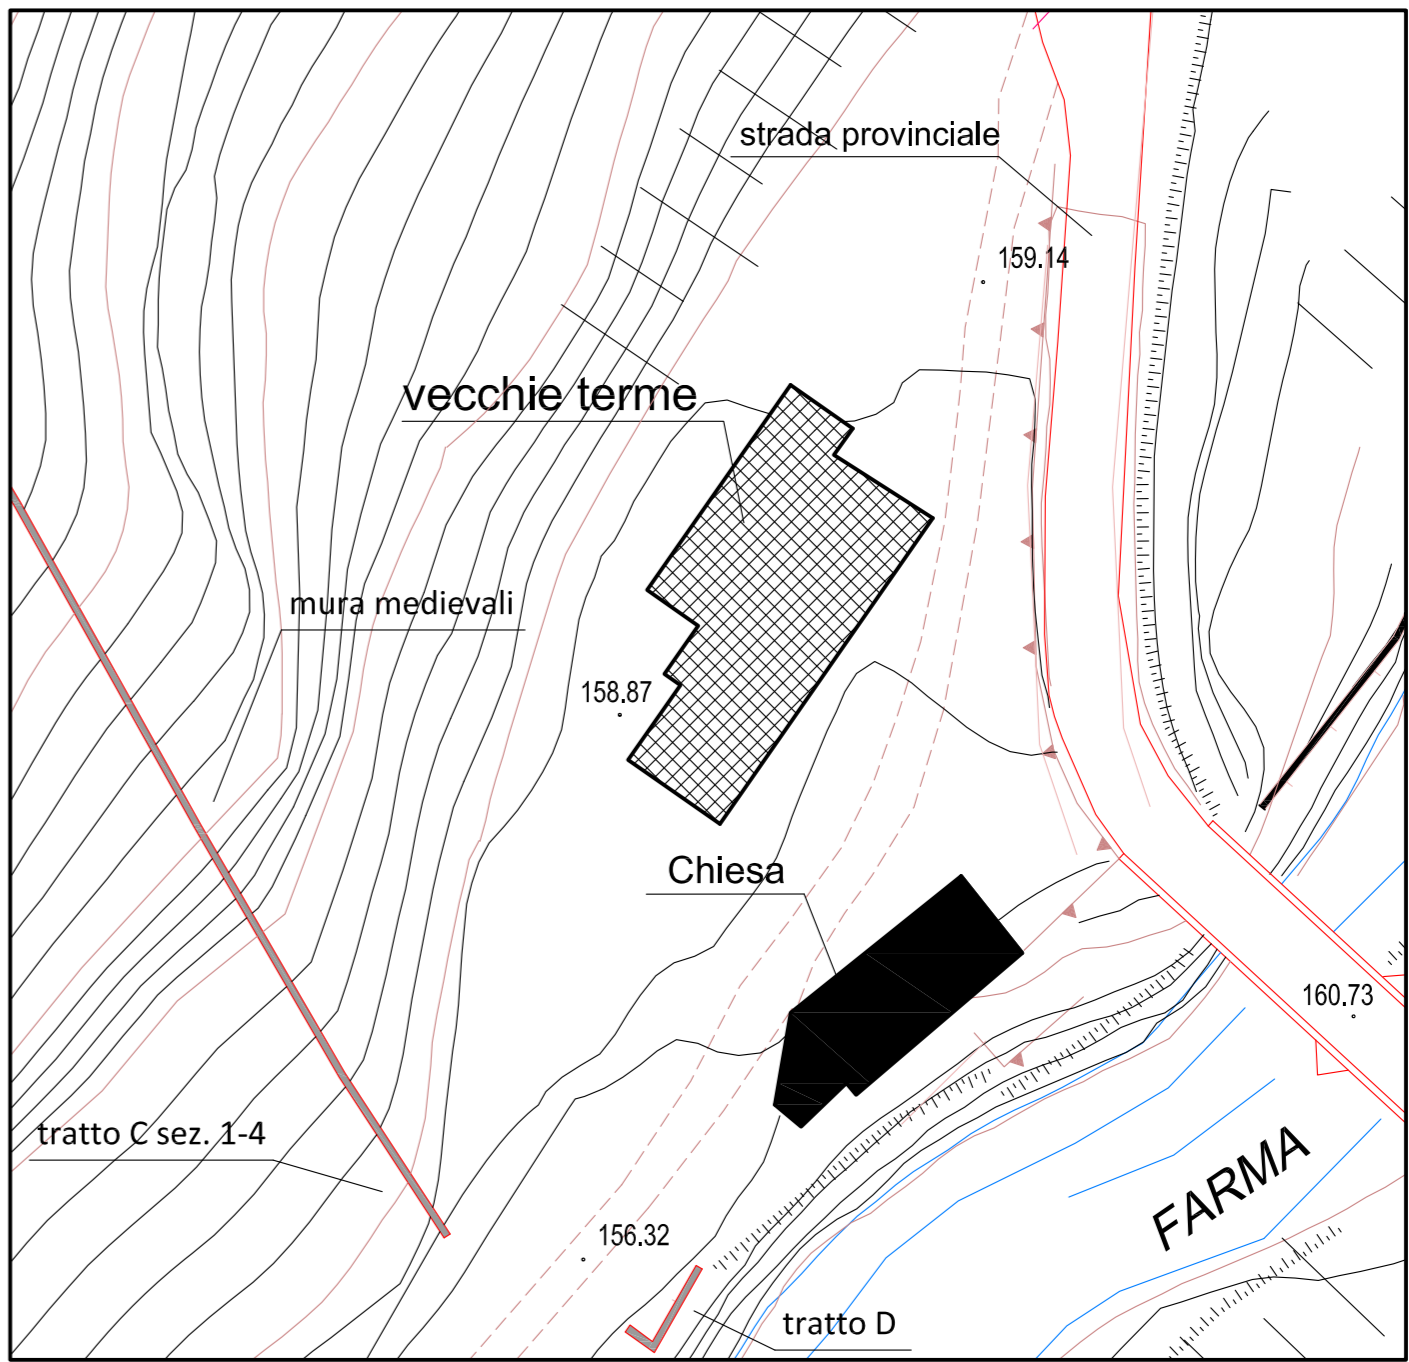 strada provinciale
159.14
vecchie terme
mura medievali
158.87
Chiesa
160.73
tratto C sez. 1-4
FARMA
156.32
tratto D